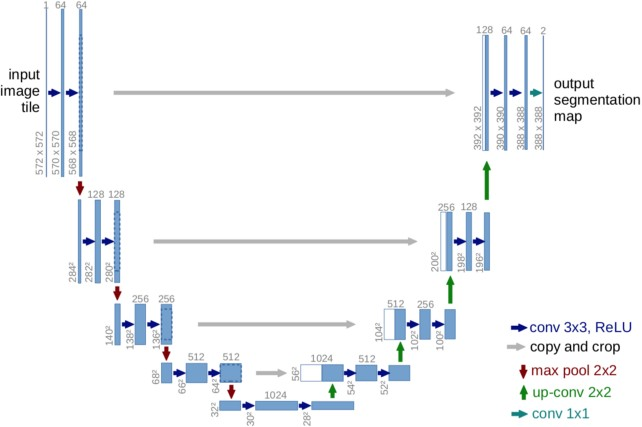 1 64 64
128 64 64 2
input
image
tile
output
segmentation
map
572 x 572
570 x 570
568 x 568
392 x 392
390 x 390
388 x 388
388 x 388
128 128
256 128
284²
282²
280²
200²
198²
196²
256 256
512 256
140²
138²
136²
104²
102²
100²
512 512
1024 512
68²
66²
64²
56²
54²
52²
1024
32²
30²
28²
conv 3x3, ReLU
copy and crop
max pool 2x2
up-conv 2x2
conv 1x1